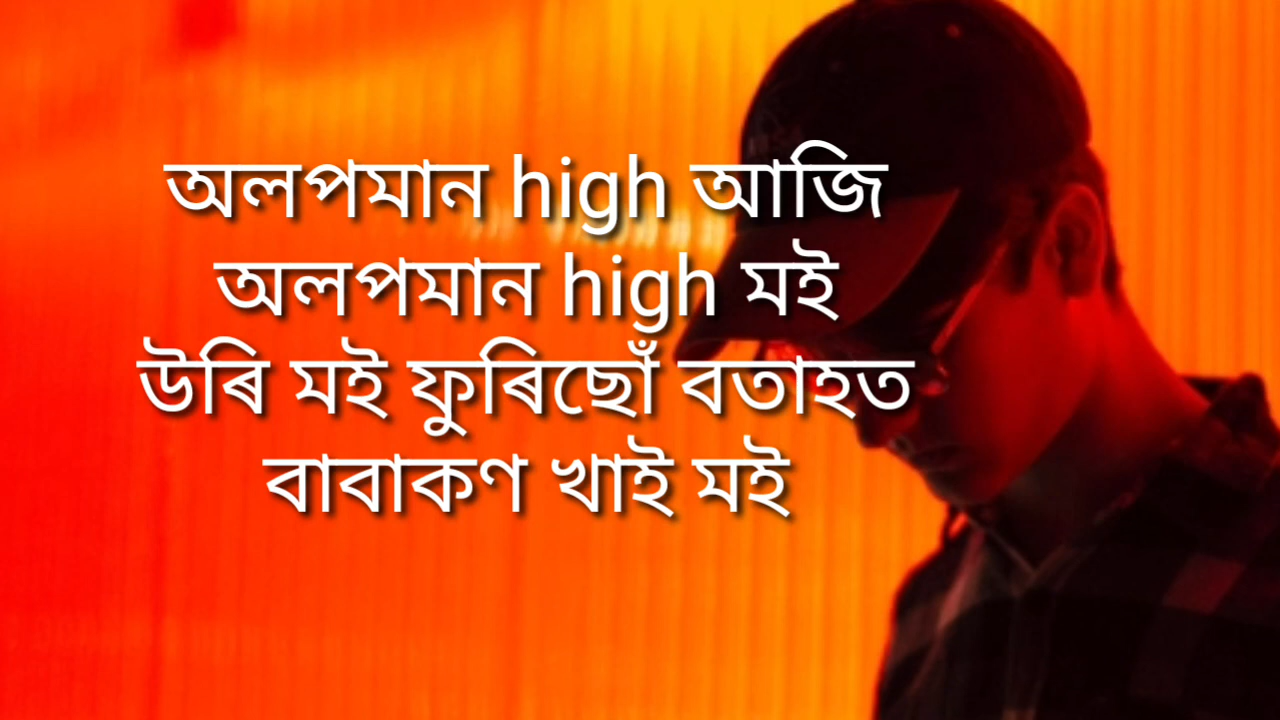 অলপমান high আজি
অলপমান high মই
উৰি মই ফুৰিছোঁ বতাহত
বাবাকণ খাই মই